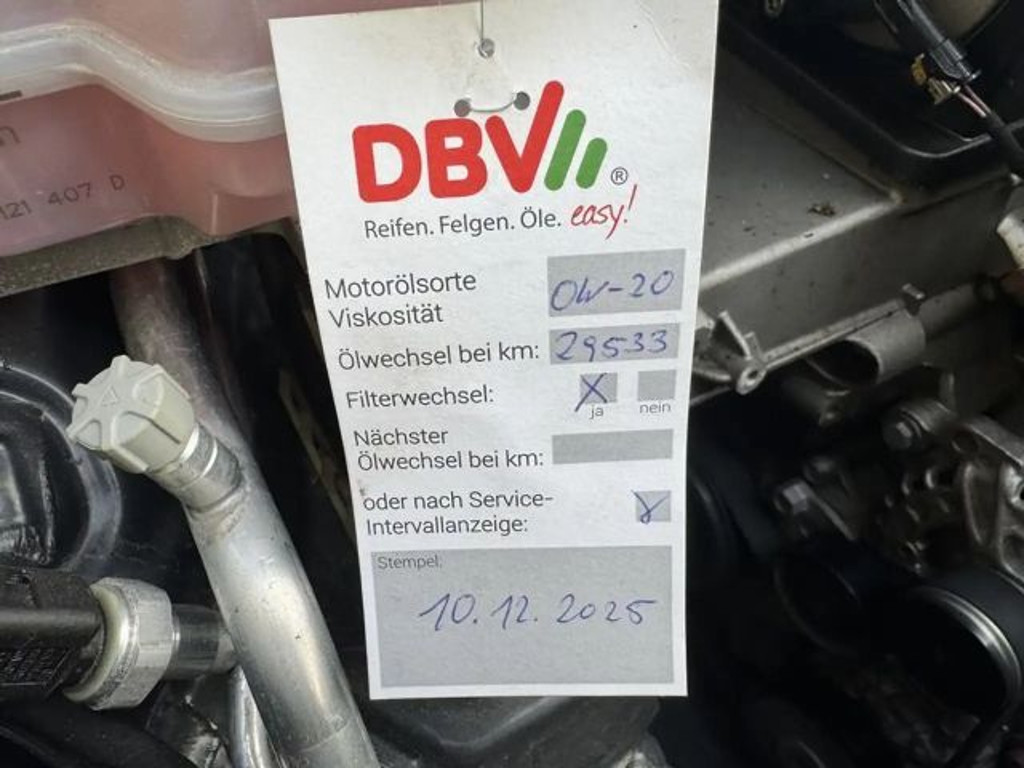 121 407 D
DBV®
Reifen. Felgen. Öle. easy!
Motorölsorte
Viskosität
0W-20
Ölwechsel bei km: 29533
Filterwechsel: X
ja nein
Nächster
Ölwechsel bei km:
oder nach Service-
Intervallanzeige:
Stempel:
10.12.2025